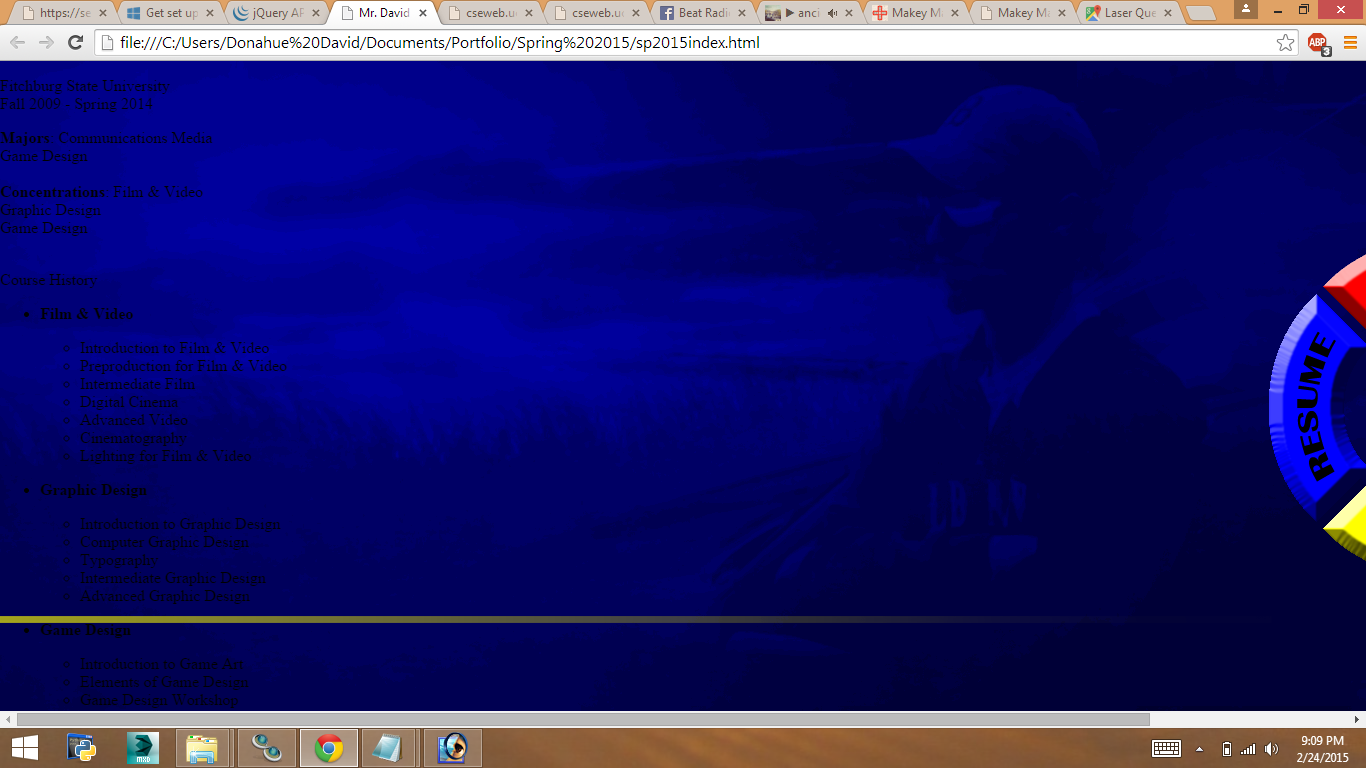 https://se
Get set up
jQuery AP
Mr. David
cseweb.uc
cseweb.uc
Beat Radi
anci
Makey M
Makey Ma
Laser Que
file:///C:/Users/Donahue%20David/Documents/Portfolio/Spring%202015/sp2015index.html
ABP
3
Fitchburg State University
Fall 2009 - Spring 2014
Majors: Communications Media
Game Design
Concentrations: Film & Video
Graphic Design
Game Design
Course History
Film & Video
Introduction to Film & Video
Preproduction for Film & Video
Intermediate Film
Digital Cinema
Advanced Video
Cinematography
Lighting for Film & Video
RESUME
Graphic Design
Introduction to Graphic Design
Computer Graphic Design
Typography
Intermediate Graphic Design
Advanced Graphic Design
Game Design
Introduction to Game Art
Elements of Game Design
Game Design Workshop
MXD
9:09 PM
2/24/2015